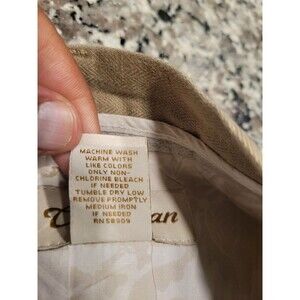 MACHINE WASH
WARM WITH
LIKE COLORS
ONLY NON-
CHLORINE BLEACH
IF NEEDED
TUMBLE DRY LOW
REMOVE PROMPTLY
MEDIUM IRON
IF NEEDED
RN 58909